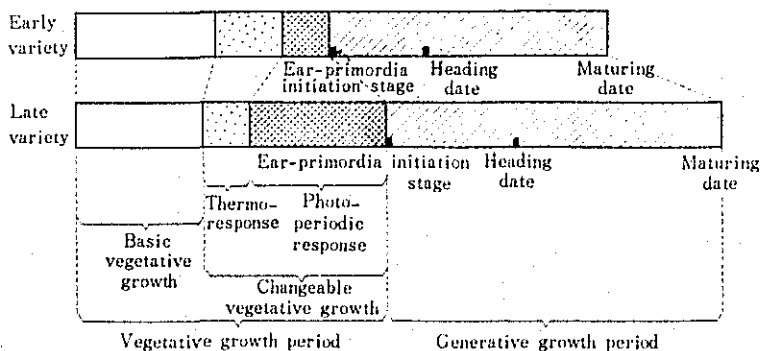 Early
variety
Ear-primordia
initiation stage
Heading
date
Maturing
date
Late
variety
Ear-primordia initiation Heading
stage date
Maturing
date
Thermo-
response
Photo-
periodic
response
Basic
vegetative
growth
Changeable
vegetative growth
Vegetative growth period Generative growth period